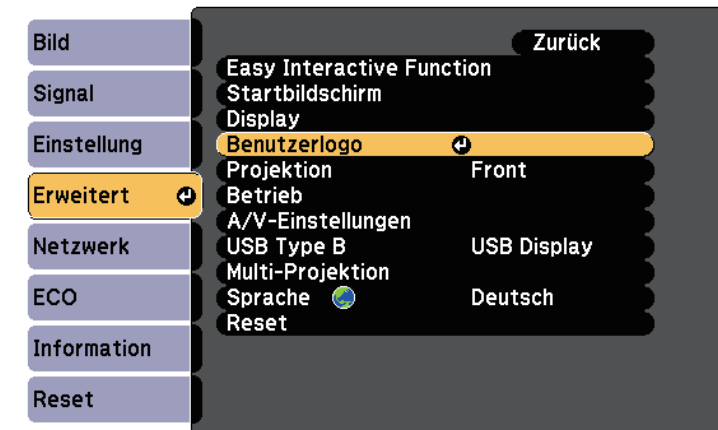 Bild
Signal
Einstellung
Erweitert
Netzwerk
ECO
Information
Reset
Zurück
Easy Interactive Function
Startbildschirm
Display
Benutzerlogo
Projektion Front
Betrieb
A/V-Einstellungen
USB Type B USB Display
Multi-Projektion
Sprache Deutsch
Reset